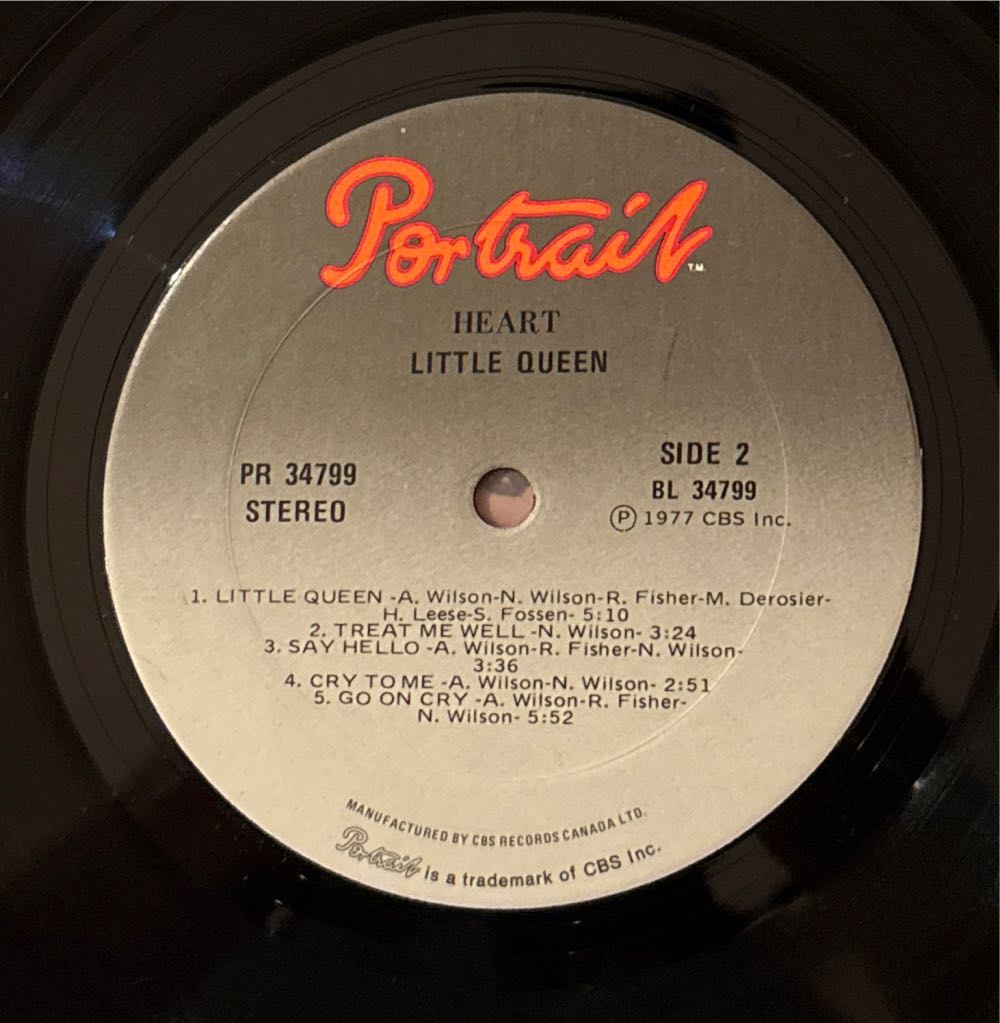 Portrait T.M.
HEART
LITTLE QUEEN
PR 34799
STEREO
SIDE 2
BL 34799
Ⓟ 1977 CBS Inc.
1. LITTLE QUEEN -A. Wilson-N. Wilson-R. Fisher-M. Derosier-
H. Leese-S. Fossen- 5:10
2. TREAT ME WELL -N. Wilson- 3:24
3. SAY HELLO -A. Wilson-R. Fisher-N. Wilson-
3:36
4. CRY TO ME -A. Wilson-N. Wilson- 2:51
5. GO ON CRY -A. Wilson-R. Fisher-
N. Wilson- 5:52
MANUFACTURED BY CBS RECORDS CANADA LTD.
Portrait is a trademark of CBS Inc.